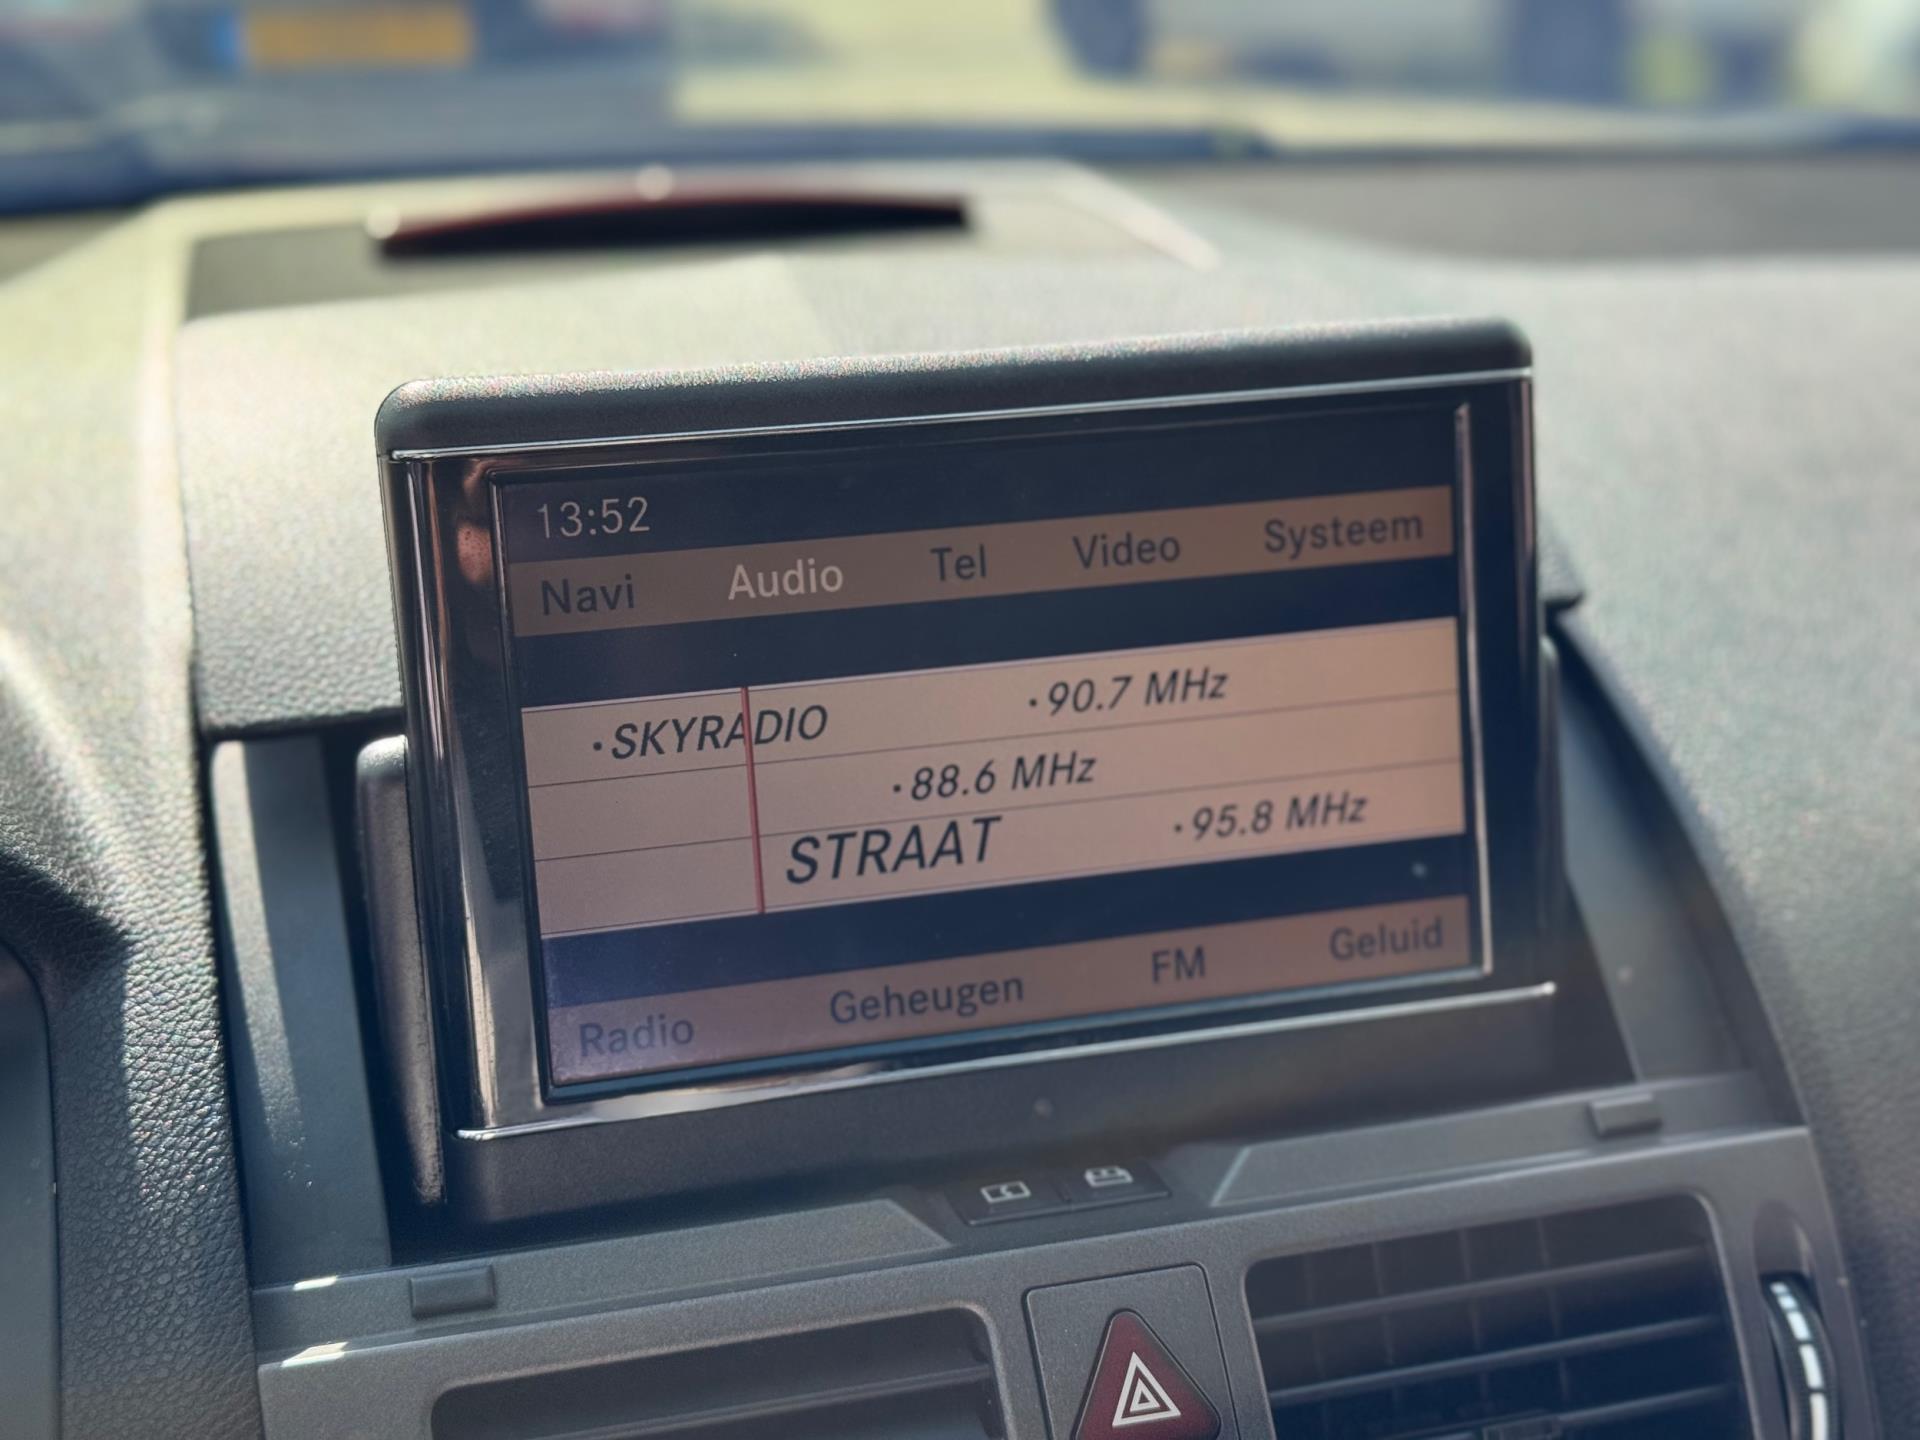 13:52
Navi Audio Tel Video Systeem
·SKYRADIO ·90.7 MHz
·88.6 MHz
STRAAT ·95.8 MHz
Radio Geheugen FM Geluid